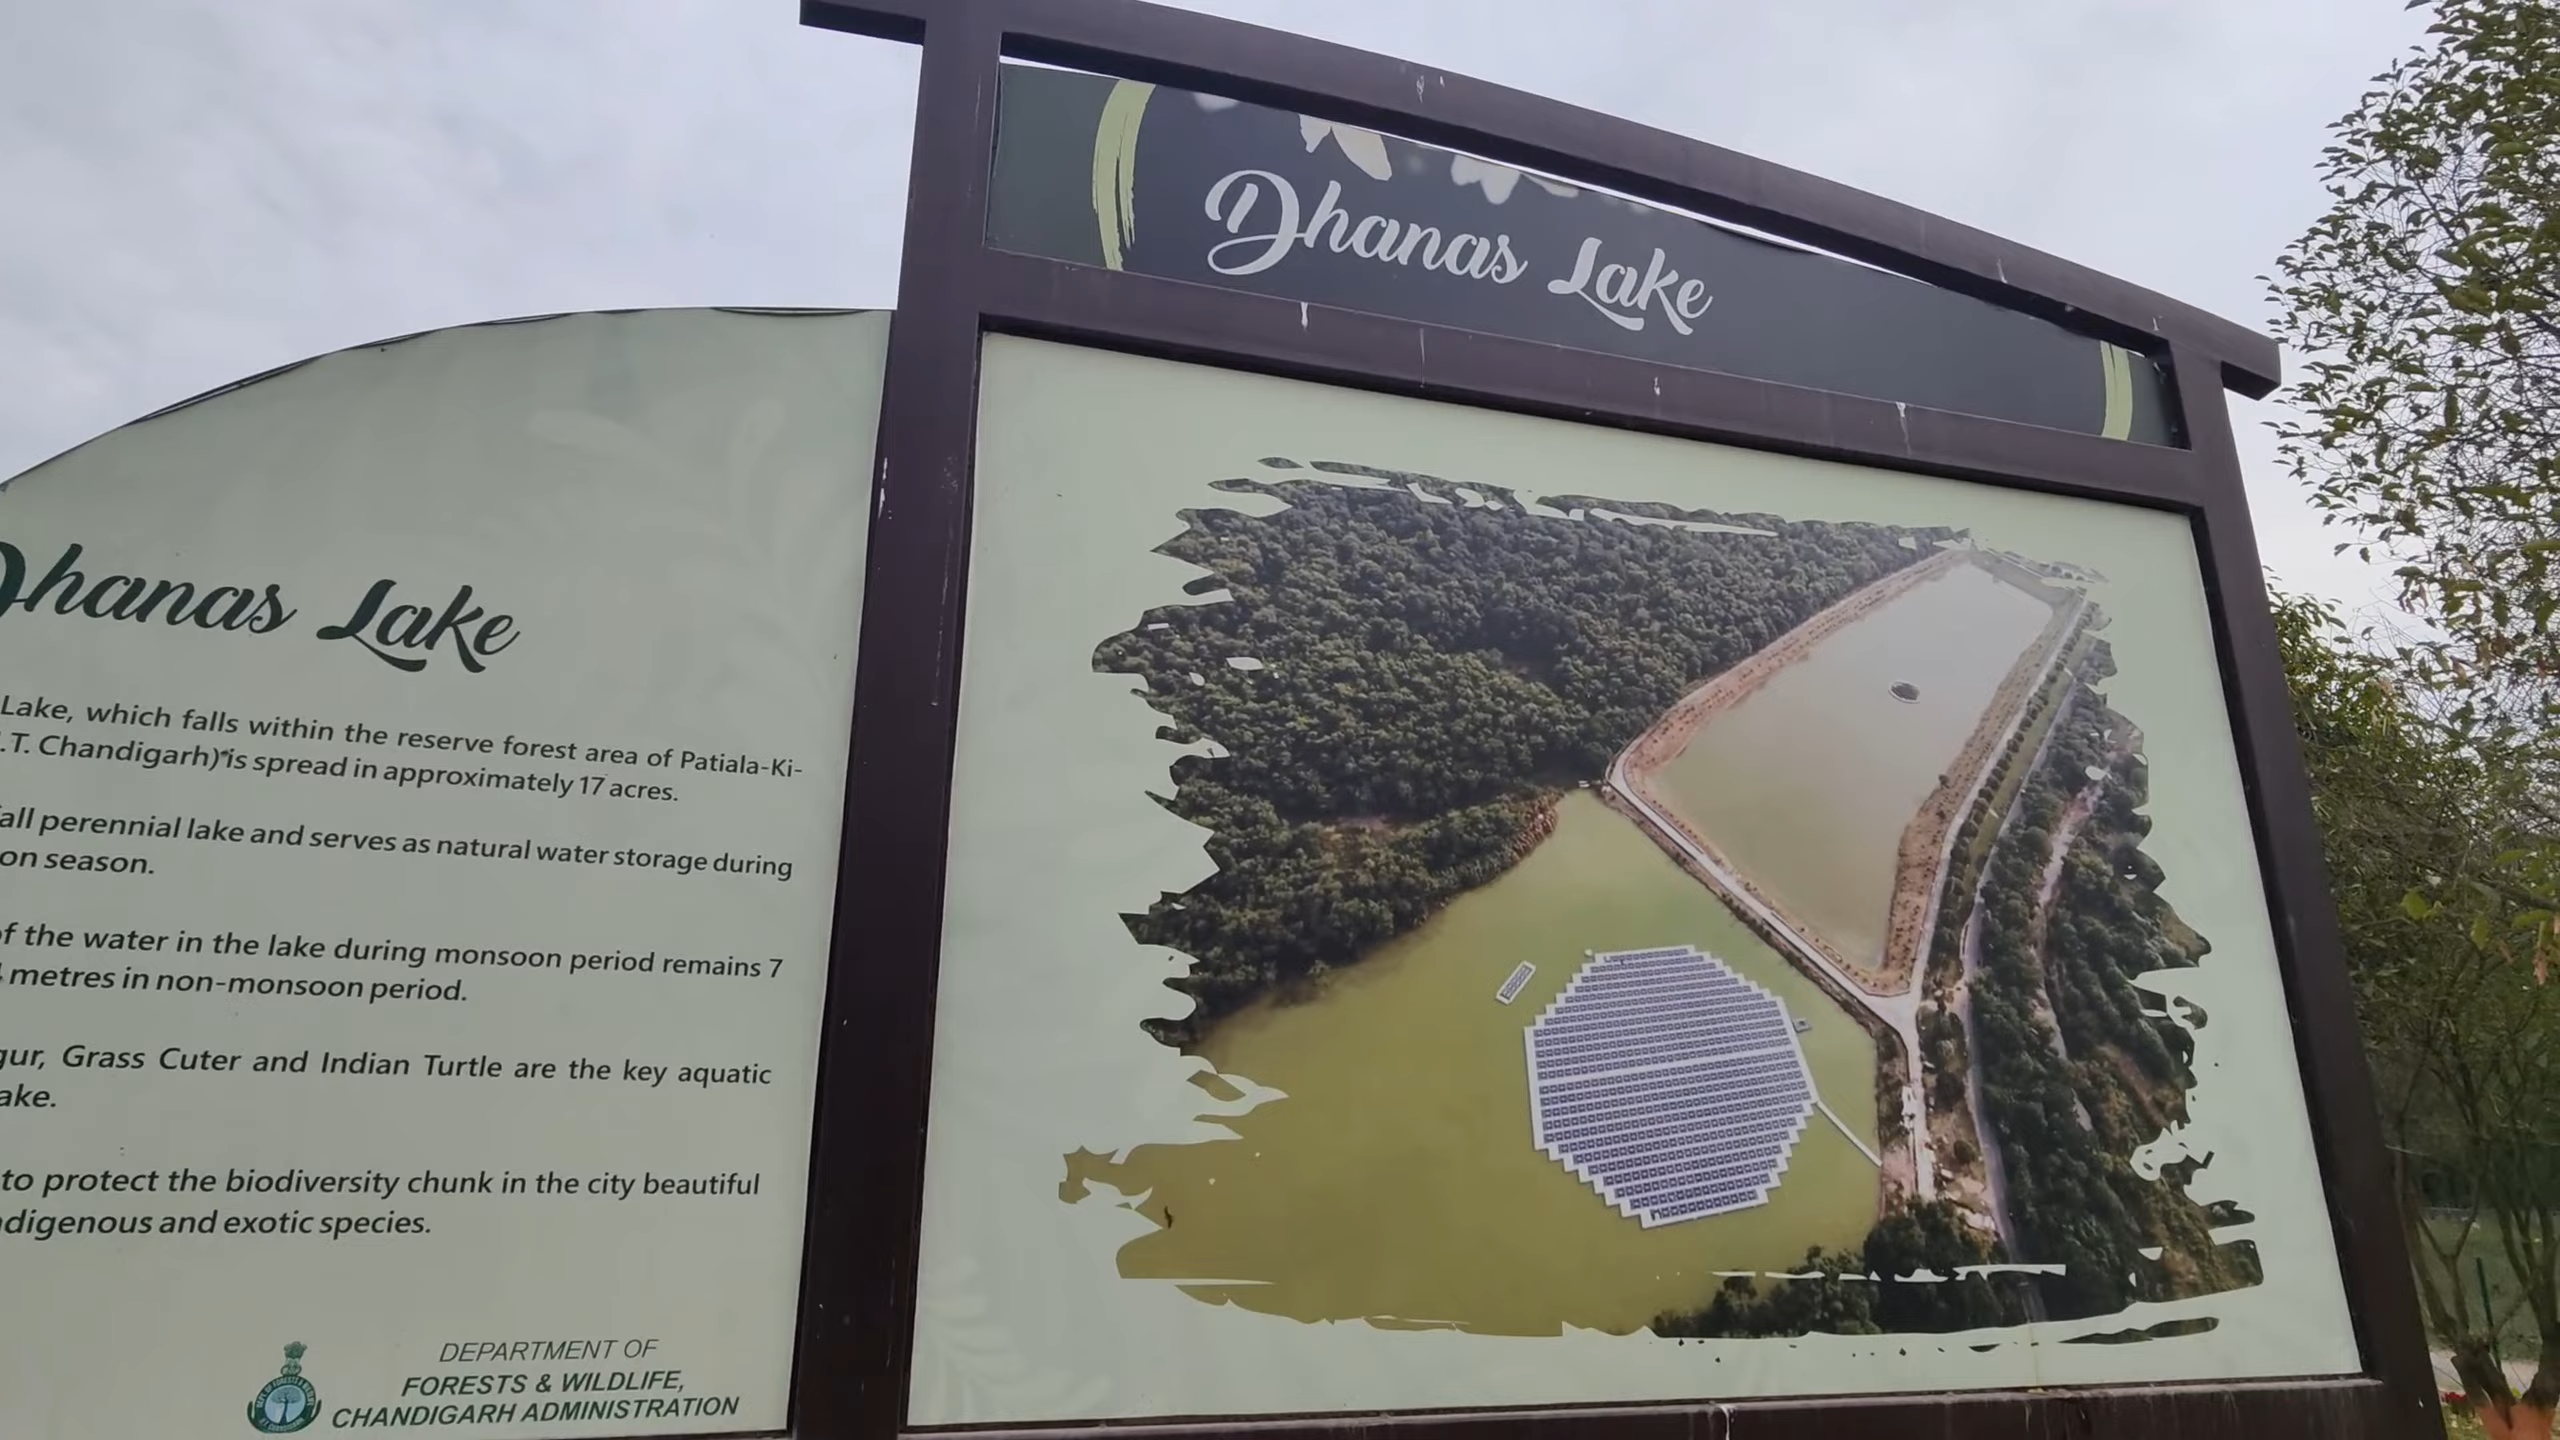 Dhanas Lake
Dhanas Lake
Lake, which falls within the reserve forest area of Patiala-Ki-
.T. Chandigarh) is spread in approximately 17 acres.
all perennial lake and serves as natural water storage during
on season.
of the water in the lake during monsoon period remains 7
metres in non-monsoon period.
gur, Grass Cuter and Indian Turtle are the key aquatic
ake.
to protect the biodiversity chunk in the city beautiful
digenous and exotic species.
DEPARTMENT OF
FORESTS & WILDLIFE,
CHANDIGARH ADMINISTRATION